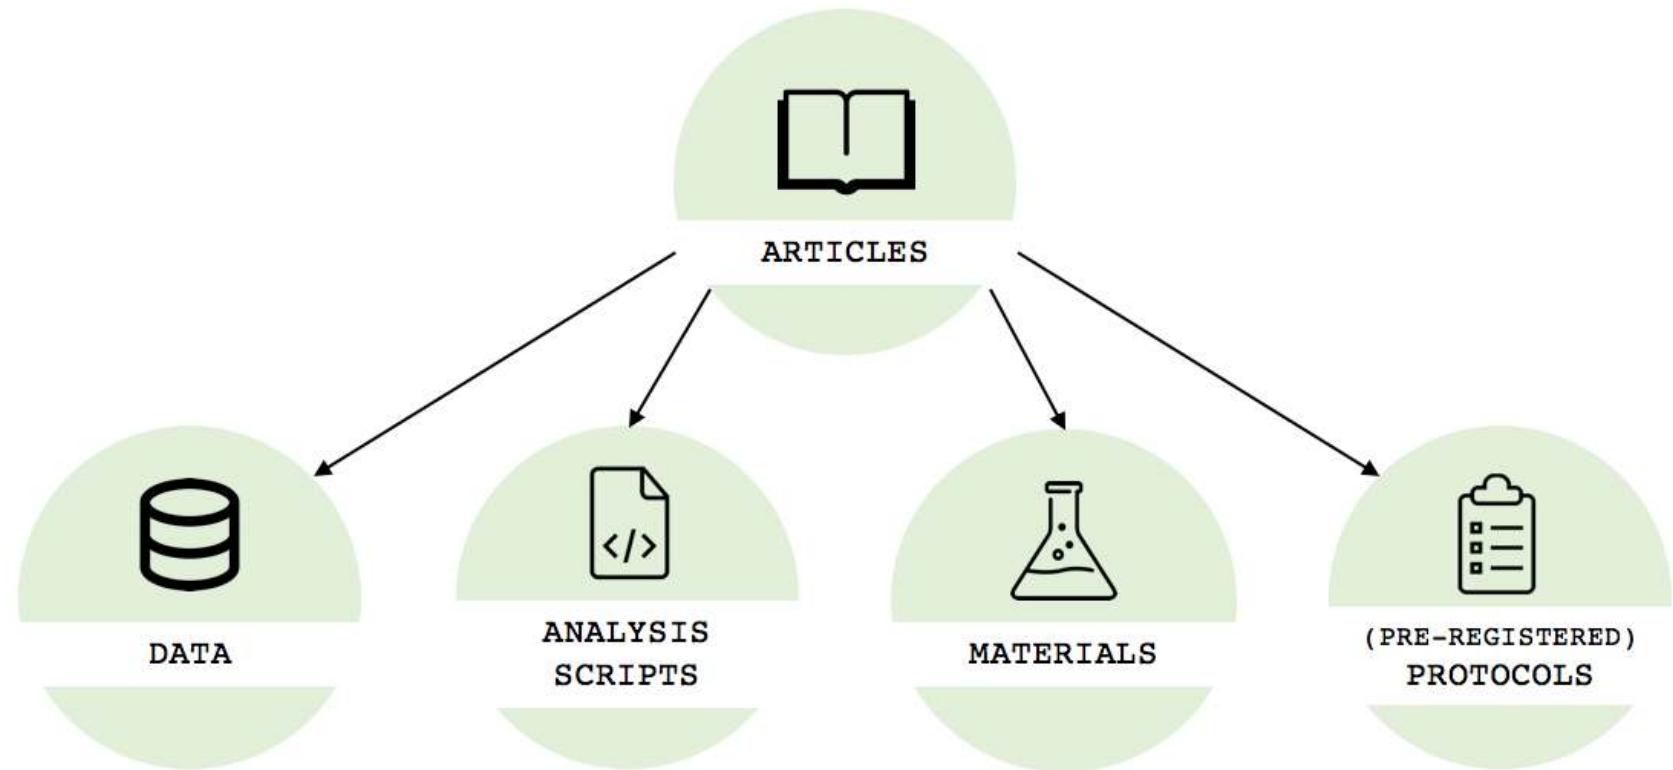 ARTICLES
DATA
ANALYSIS
SCRIPTS
MATERIALS
(PRE-REGISTERED)
PROTOCOLS